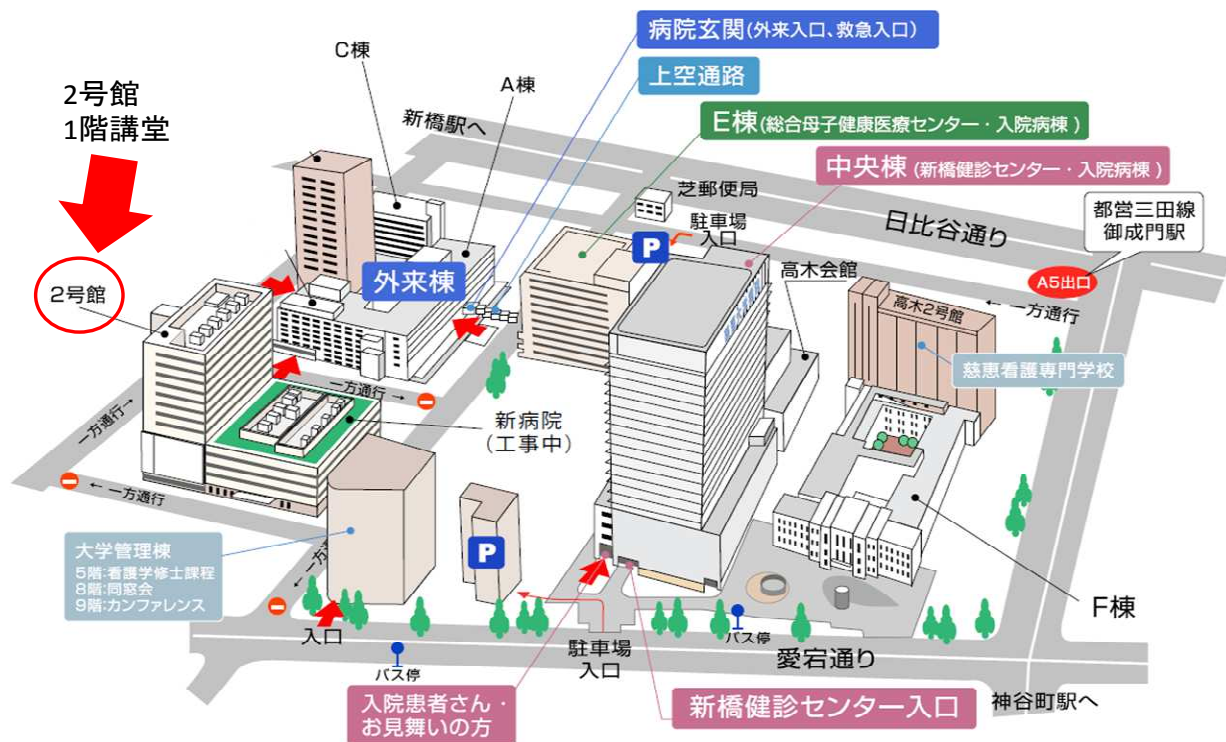 病院玄関(外来入口、救急入口)
C棟
上空通路
A棟
2号館
1階講堂
新橋駅へ
E棟(総合母子健康医療センター・入院病棟)
中央棟(新橋健診センター・入院病棟)
芝郵便局
駐車場
入口
P
日比谷通り
都営三田線
御成門駅
外来棟
高木会館
A5出口
2号館
← 一方通行
高木2号館
慈恵看護専門学校
一方通行 →
新病院
(工事中)
一方通行→
← 一方通行
大学管理棟
5階:看護学修士課程
8階:同窓会
9階:カンファレンス
← 一方通
P
F棟
入口
バス停
駐車場
入口
バス停
愛宕通り
入院患者さん・
お見舞いの方
新橋健診センター入口
神谷町駅へ